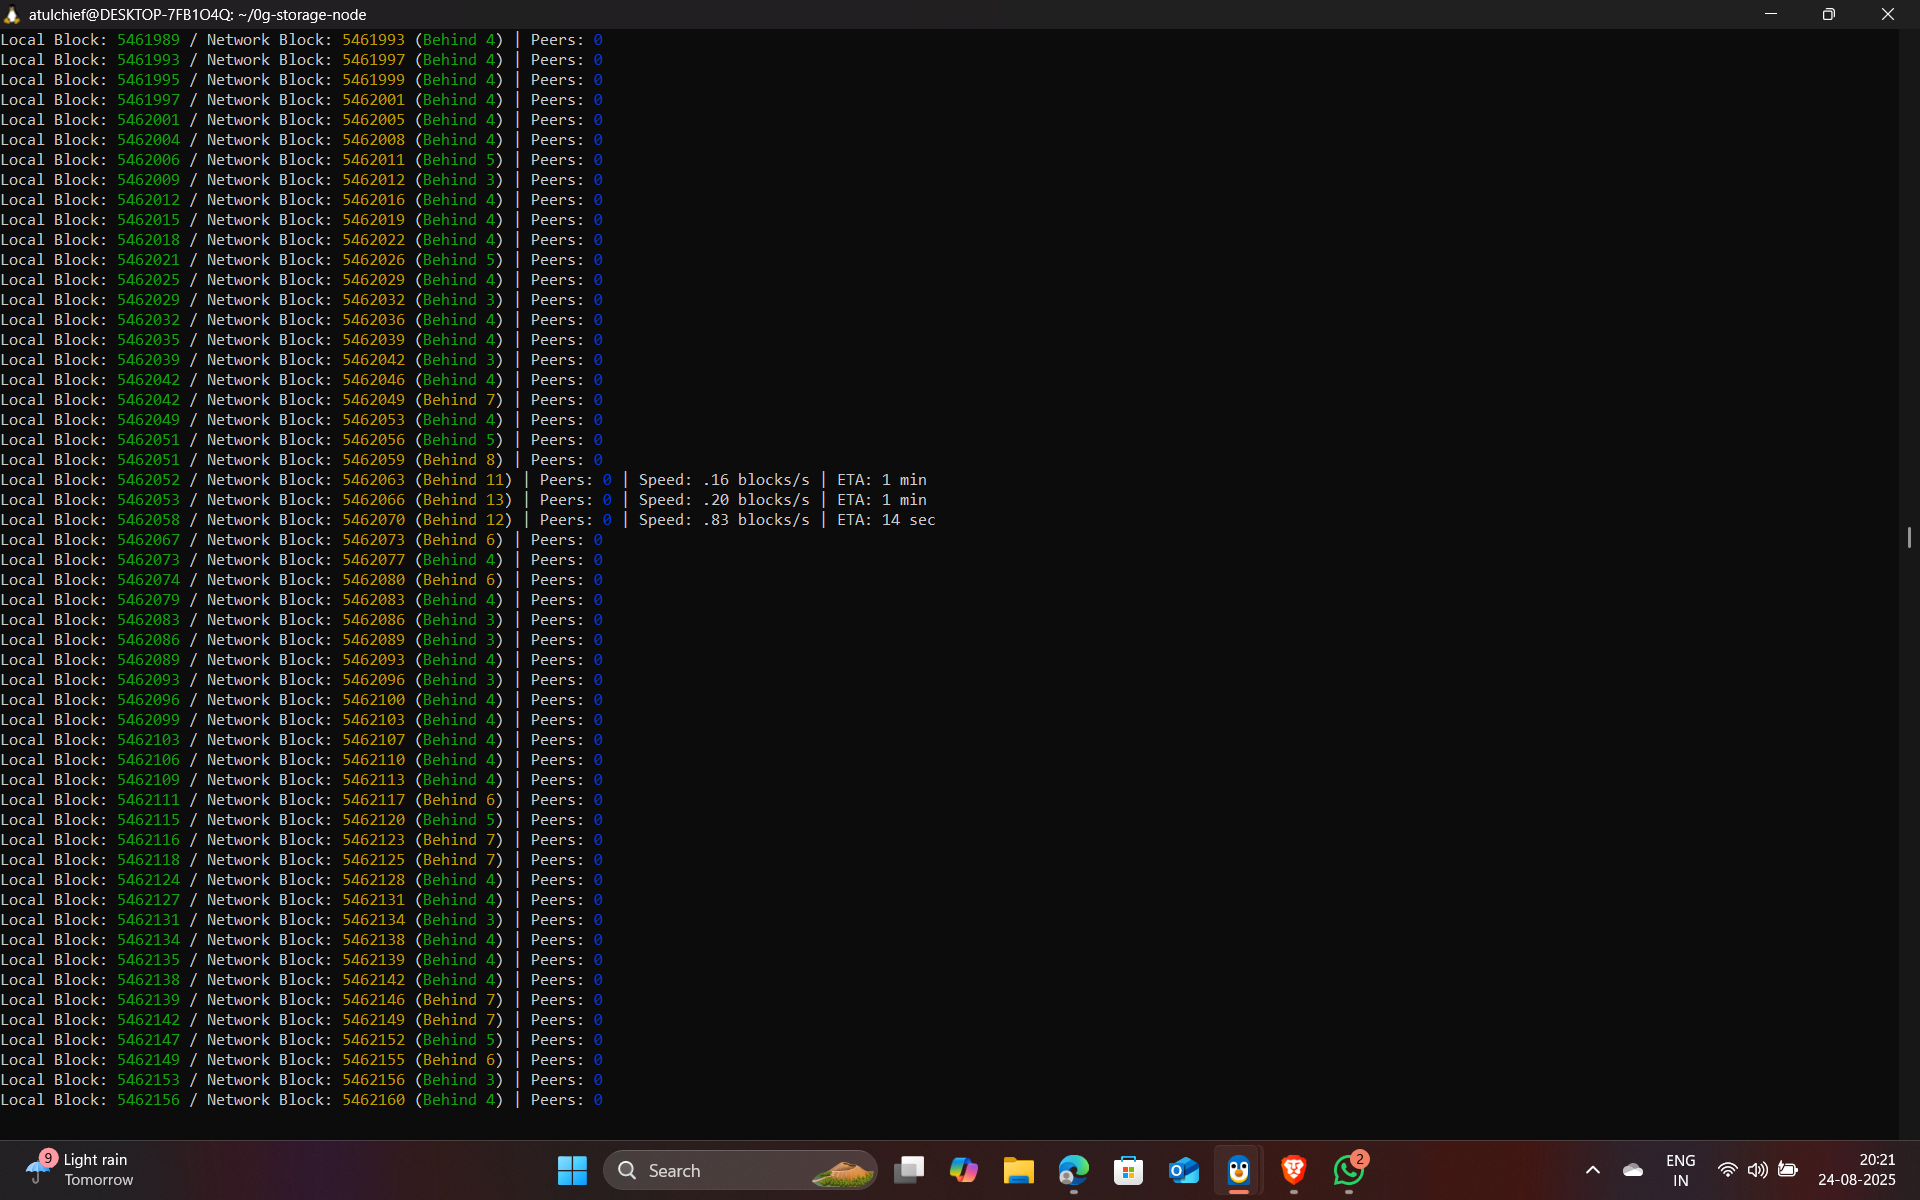 atulchief@DESKTOP-7FB1O4Q: ~/0g-storage-node
Local Block: 5461989 / Network Block: 5461993 (Behind 4) | Peers: 0
Local Block: 5461993 / Network Block: 5461997 (Behind 4) | Peers: 0
Local Block: 5461995 / Network Block: 5461999 (Behind 4) | Peers: 0
Local Block: 5461997 / Network Block: 5462001 (Behind 4) | Peers: 0
Local Block: 5462001 / Network Block: 5462005 (Behind 4) | Peers: 0
Local Block: 5462004 / Network Block: 5462008 (Behind 4) | Peers: 0
Local Block: 5462006 / Network Block: 5462011 (Behind 5) | Peers: 0
Local Block: 5462009 / Network Block: 5462012 (Behind 3) | Peers: 0
Local Block: 5462012 / Network Block: 5462016 (Behind 4) | Peers: 0
Local Block: 5462015 / Network Block: 5462019 (Behind 4) | Peers: 0
Local Block: 5462018 / Network Block: 5462022 (Behind 4) | Peers: 0
Local Block: 5462021 / Network Block: 5462026 (Behind 5) | Peers: 0
Local Block: 5462025 / Network Block: 5462029 (Behind 4) | Peers: 0
Local Block: 5462029 / Network Block: 5462032 (Behind 3) | Peers: 0
Local Block: 5462032 / Network Block: 5462036 (Behind 4) | Peers: 0
Local Block: 5462035 / Network Block: 5462039 (Behind 4) | Peers: 0
Local Block: 5462039 / Network Block: 5462042 (Behind 3) | Peers: 0
Local Block: 5462042 / Network Block: 5462046 (Behind 4) | Peers: 0
Local Block: 5462042 / Network Block: 5462049 (Behind 7) | Peers: 0
Local Block: 5462049 / Network Block: 5462053 (Behind 4) | Peers: 0
Local Block: 5462051 / Network Block: 5462056 (Behind 5) | Peers: 0
Local Block: 5462051 / Network Block: 5462059 (Behind 8) | Peers: 0
Local Block: 5462052 / Network Block: 5462063 (Behind 11) | Peers: 0 | Speed: .16 blocks/s | ETA: 1 min
Local Block: 5462053 / Network Block: 5462066 (Behind 13) | Peers: 0 | Speed: .20 blocks/s | ETA: 1 min
Local Block: 5462058 / Network Block: 5462070 (Behind 12) | Peers: 0 | Speed: .83 blocks/s | ETA: 14 sec
Local Block: 5462067 / Network Block: 5462073 (Behind 6) | Peers: 0
Local Block: 5462073 / Network Block: 5462077 (Behind 4) | Peers: 0
Local Block: 5462074 / Network Block: 5462080 (Behind 6) | Peers: 0
Local Block: 5462079 / Network Block: 5462083 (Behind 4) | Peers: 0
Local Block: 5462083 / Network Block: 5462086 (Behind 3) | Peers: 0
Local Block: 5462086 / Network Block: 5462089 (Behind 3) | Peers: 0
Local Block: 5462089 / Network Block: 5462093 (Behind 4) | Peers: 0
Local Block: 5462093 / Network Block: 5462096 (Behind 3) | Peers: 0
Local Block: 5462096 / Network Block: 5462100 (Behind 4) | Peers: 0
Local Block: 5462099 / Network Block: 5462103 (Behind 4) | Peers: 0
Local Block: 5462103 / Network Block: 5462107 (Behind 4) | Peers: 0
Local Block: 5462106 / Network Block: 5462110 (Behind 4) | Peers: 0
Local Block: 5462109 / Network Block: 5462113 (Behind 4) | Peers: 0
Local Block: 5462111 / Network Block: 5462117 (Behind 6) | Peers: 0
Local Block: 5462115 / Network Block: 5462120 (Behind 5) | Peers: 0
Local Block: 5462116 / Network Block: 5462123 (Behind 7) | Peers: 0
Local Block: 5462118 / Network Block: 5462125 (Behind 7) | Peers: 0
Local Block: 5462124 / Network Block: 5462128 (Behind 4) | Peers: 0
Local Block: 5462127 / Network Block: 5462131 (Behind 4) | Peers: 0
Local Block: 5462131 / Network Block: 5462134 (Behind 3) | Peers: 0
Local Block: 5462134 / Network Block: 5462138 (Behind 4) | Peers: 0
Local Block: 5462135 / Network Block: 5462139 (Behind 4) | Peers: 0
Local Block: 5462138 / Network Block: 5462142 (Behind 4) | Peers: 0
Local Block: 5462139 / Network Block: 5462146 (Behind 7) | Peers: 0
Local Block: 5462142 / Network Block: 5462149 (Behind 7) | Peers: 0
Local Block: 5462147 / Network Block: 5462152 (Behind 5) | Peers: 0
Local Block: 5462149 / Network Block: 5462155 (Behind 6) | Peers: 0
Local Block: 5462153 / Network Block: 5462156 (Behind 3) | Peers: 0
Local Block: 5462156 / Network Block: 5462160 (Behind 4) | Peers: 0
9
Light rain
Tomorrow
Search
2
ENG
IN
20:21
24-08-2025